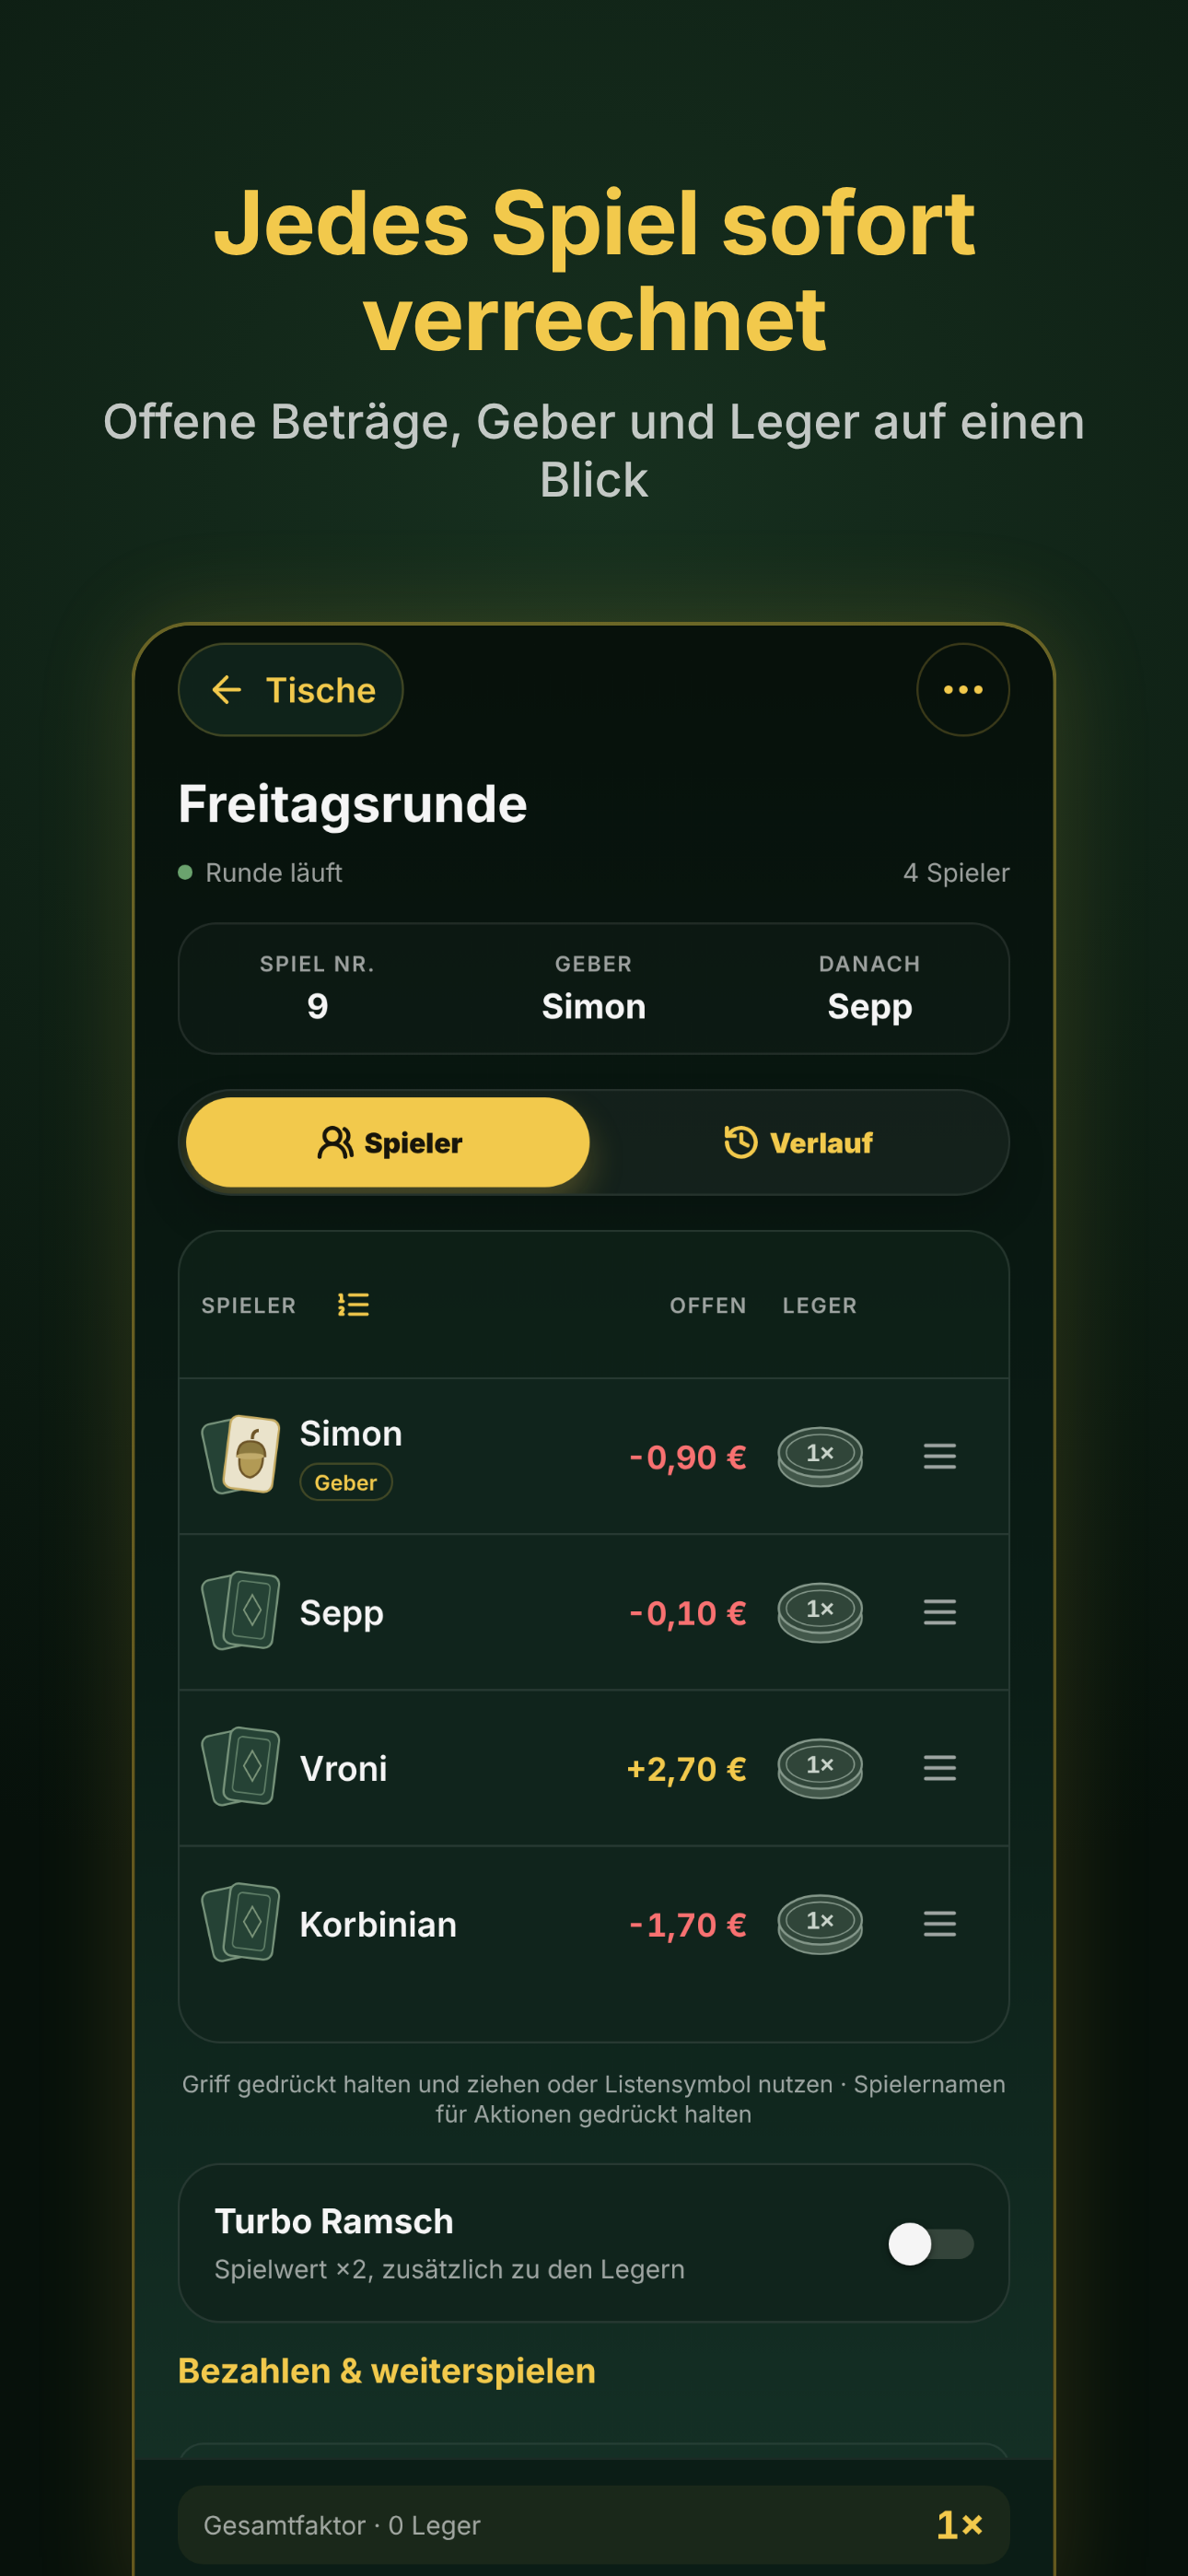 Jedes Spiel sofort
verrechnet
Offene Beträge, Geber und Leger auf einen
Blick
Tische
Freitagsrunde
Runde läuft
4 Spieler
SPIEL NR.
GEBER
DANACH
9
Simon
Sepp
Spieler
Verlauf
SPIELER
OFFEN
LEGER
Simon
Geber
-0,90 €
1×
Sepp
-0,10 €
1×
Vroni
+2,70 €
1×
Korbinian
-1,70 €
1×
Griff gedrückt halten und ziehen oder Listensymbol nutzen · Spielernamen
für Aktionen gedrückt halten
Turbo Ramsch
Spielwert ×2, zusätzlich zu den Legern
Bezahlen & weiterspielen
Gesamtfaktor · 0 Leger
1×